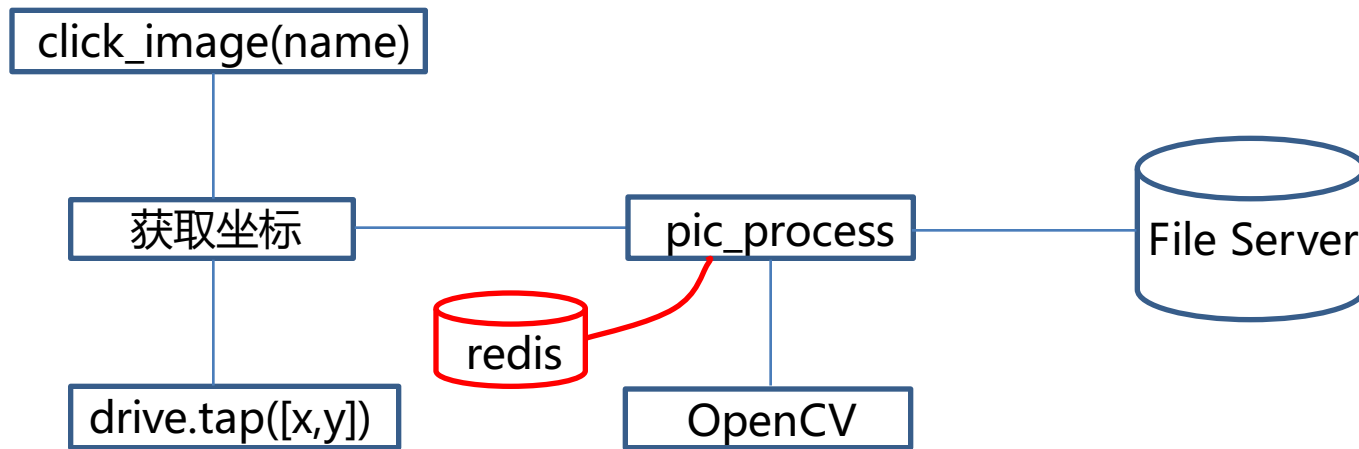 click_image(name)
获取坐标
pic_process
File Server
redis
drive.tap([x,y])
OpenCV